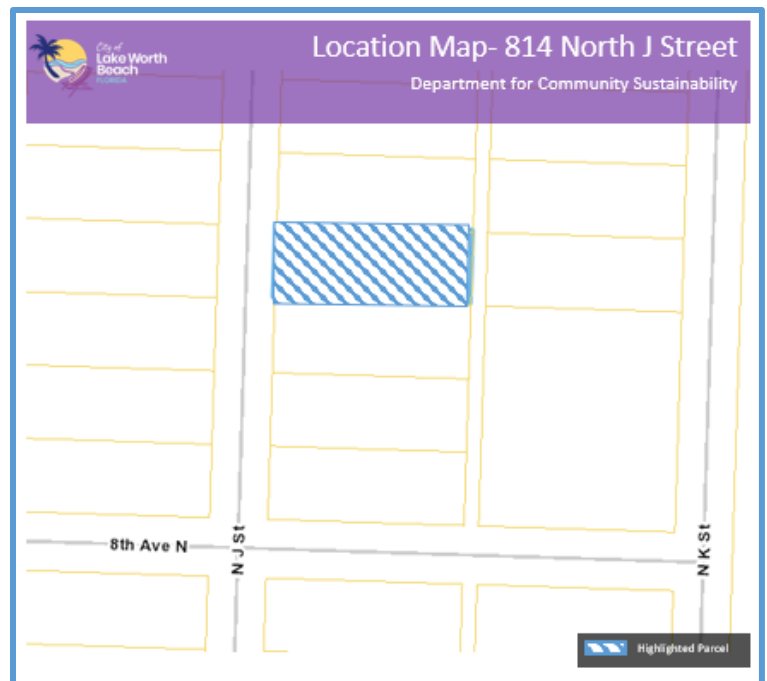 City of
Lake Worth
Beach
FLORIDA
Location Map- 814 North J Street
Department for Community Sustainability
8th Ave N
N J St
N K St
Highlighted Parcel